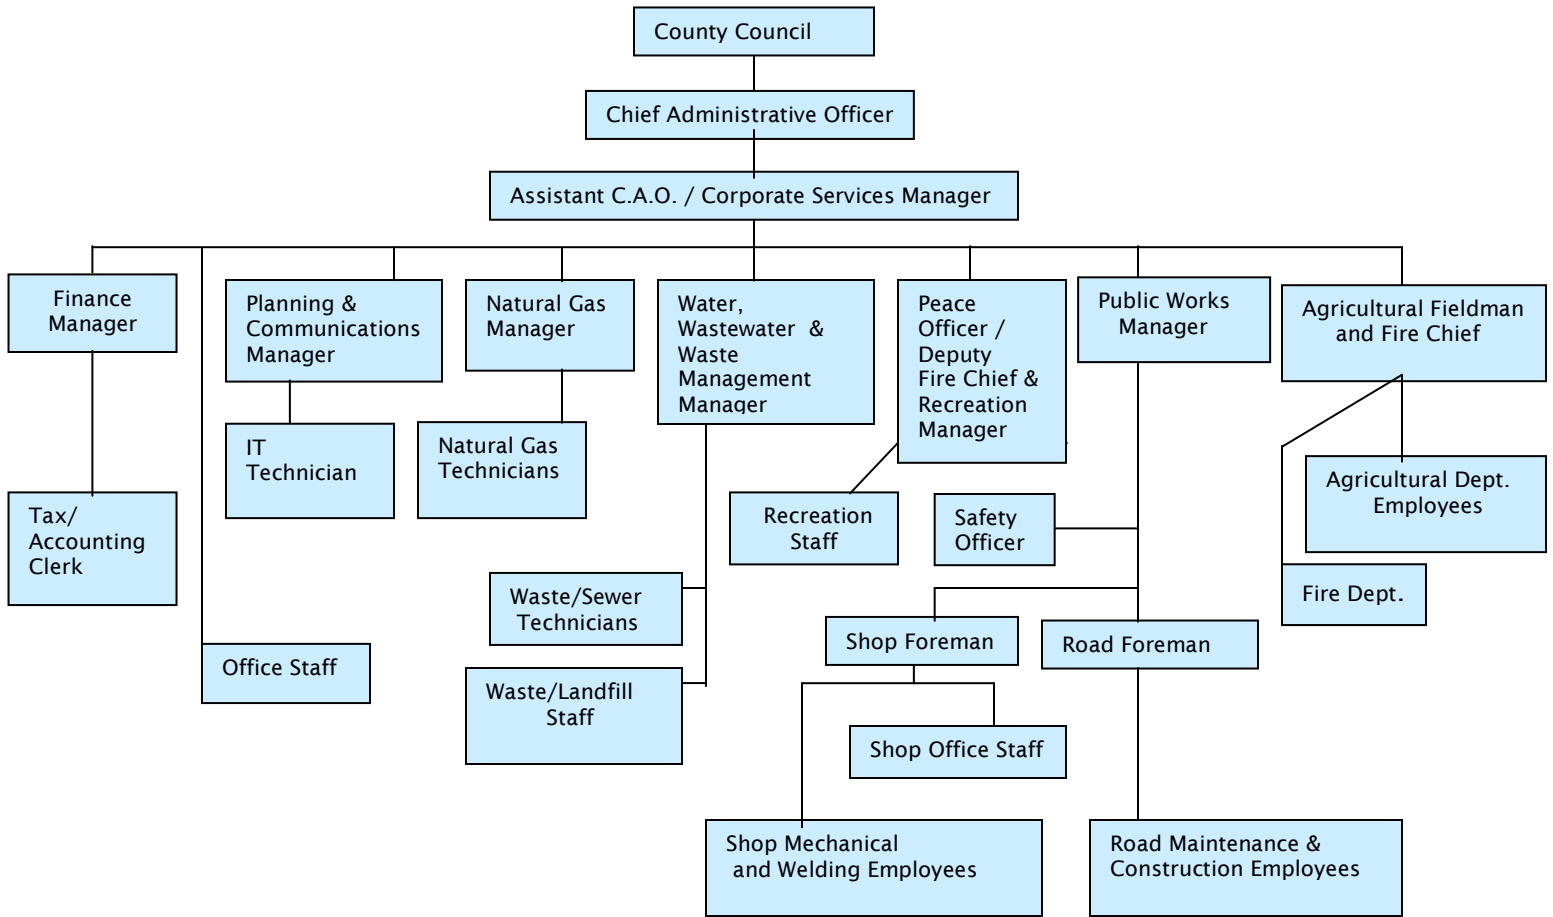 County Council
Chief Administrative Officer
Assistant C.A.O. / Corporate Services Manager
Finance
Manager
Planning &
Communications
Manager
Natural Gas
Manager
Water,
Wastewater &
Waste
Management
Manager
Peace
Officer /
Deputy
Fire Chief &
Recreation
Manager
Public Works
Manager
Agricultural Fieldman
and Fire Chief
IT
Technician
Natural Gas
Technicians
Tax/
Accounting
Clerk
Recreation
Staff
Safety
Officer
Agricultural Dept.
Employees
Waste/Sewer
Technicians
Fire Dept.
Office Staff
Shop Foreman
Road Foreman
Waste/Landfill
Staff
Shop Office Staff
Shop Mechanical
and Welding Employees
Road Maintenance &
Construction Employees